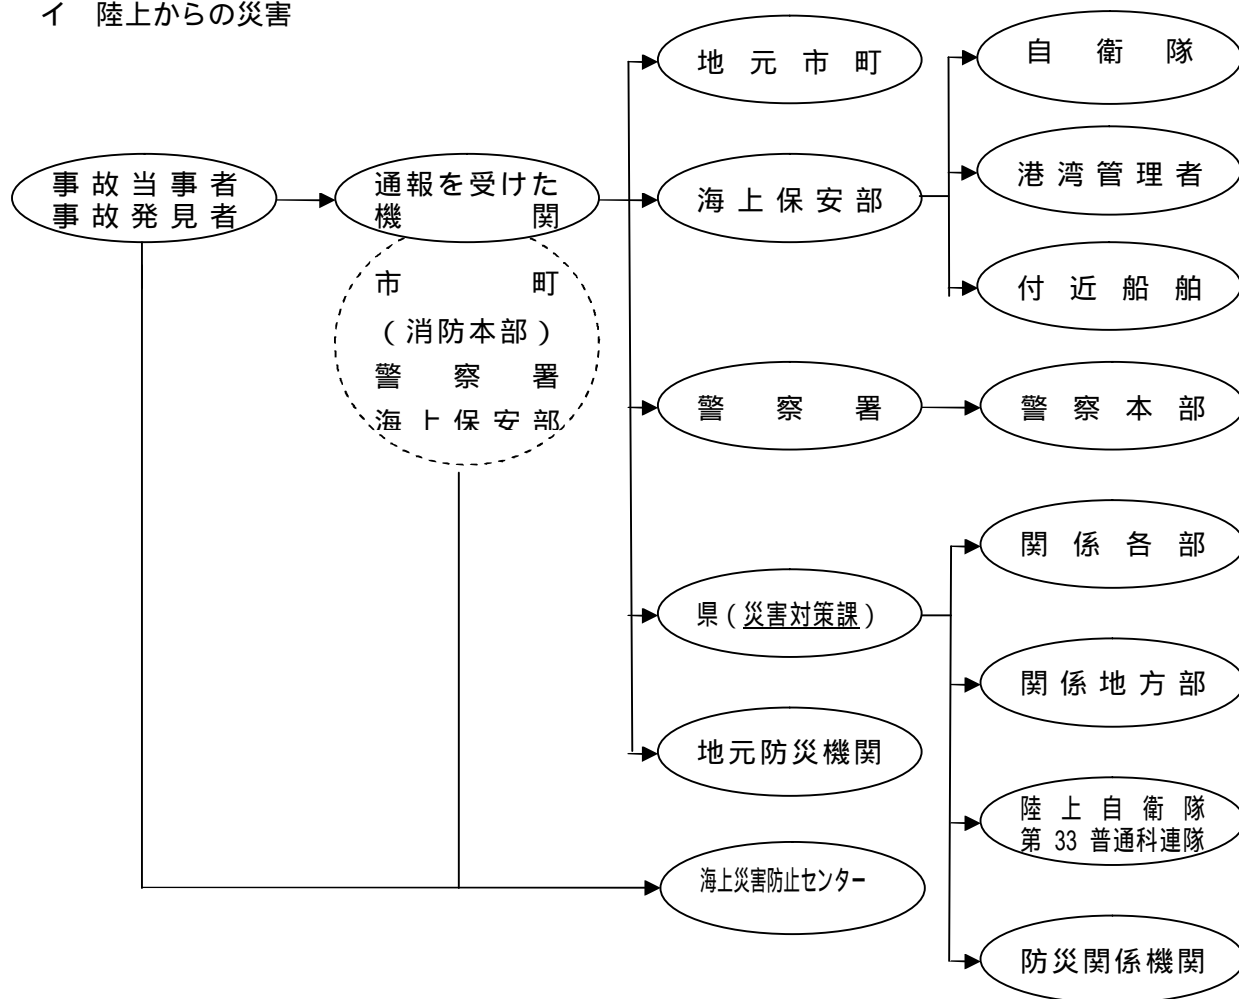 イ 陸上からの災害
事故当事者
事故発見者
通報を受けた
機関
市町
（消防本部）
警察署
海上保安部
地元市町
海上保安部
警察署
県（災害対策課）
地元防災機関
海上災害防止センター
自衛隊
港湾管理者
付近船舶
警察本部
関係各部
関係地方部
陸上自衛隊
第 33 普通科連隊
防災関係機関